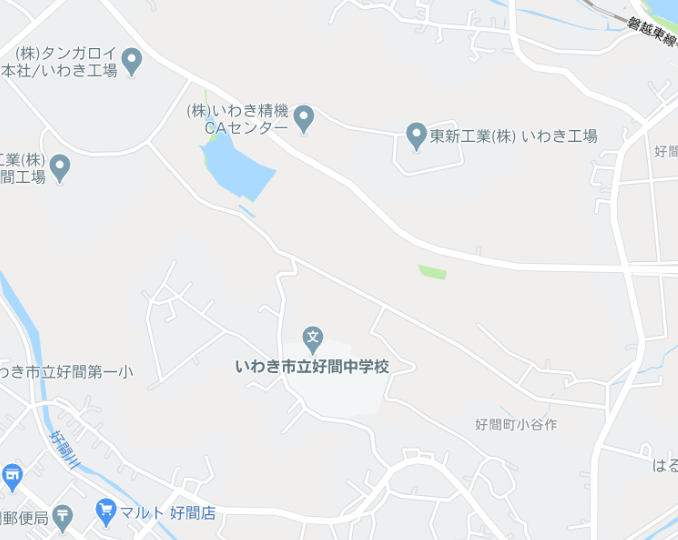 磐越東線
(株)タンガロイ
本社/いわき工場
(株)いわき精機
CAセンター
東新工業(株) いわき工場
好間
工業(株)
間工場
文
いわき市立好間中学校
わき市立好間第一小
好間町小谷作
好間川
はる
間郵便局
マルト 好間店